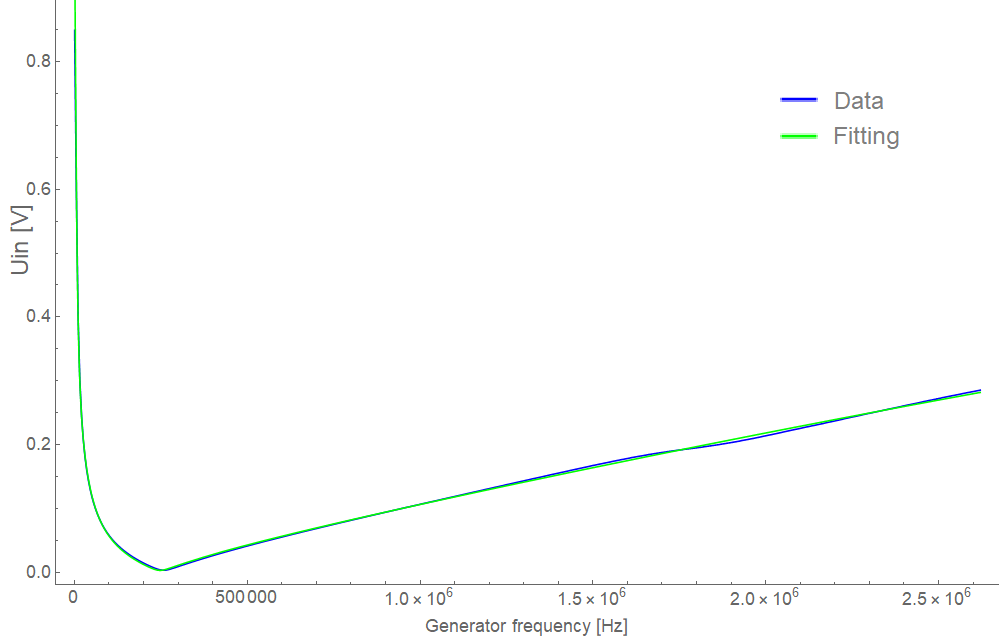 0.8
0.6
0.4
0.2
0.0
Uin [V]
Data
Fitting
0
500000
1.0×10⁶
1.5×10⁶
2.0×10⁶
2.5×10⁶
Generator frequency [Hz]